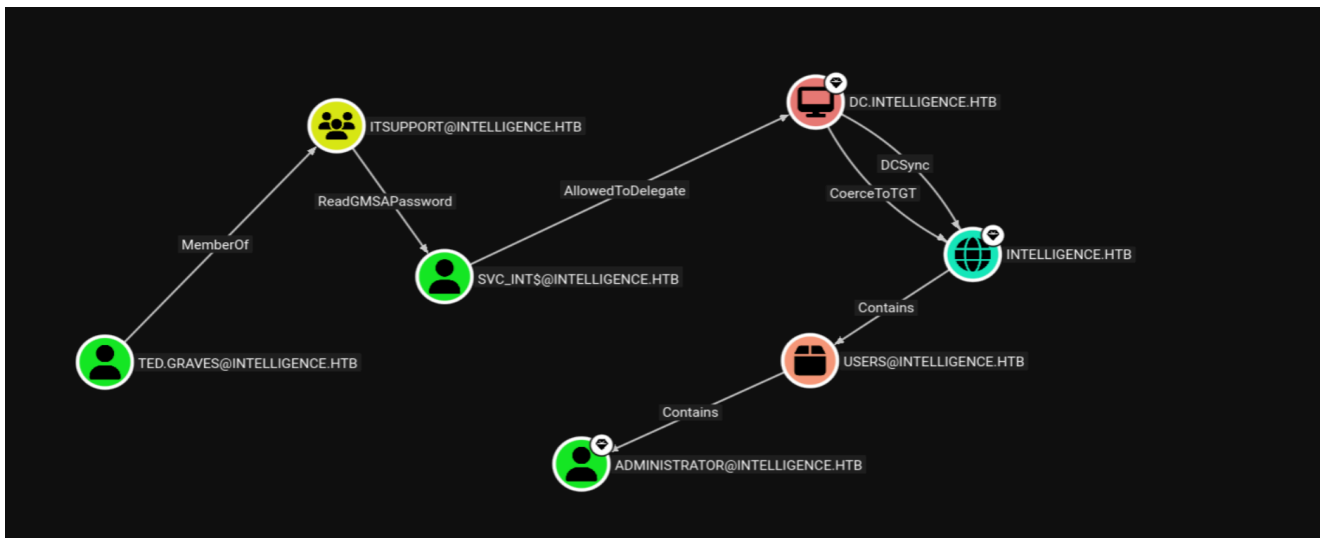 DC.INTELLIGENCE.HTB
ITSUPPORT@INTELLIGENCE.HTB
DCSync
AllowedToDelegate
CoerceToTGT
ReadGMSAPassword
MemberOf
INTELLIGENCE.HTB
SVC_INT$@INTELLIGENCE.HTB
Contains
TED.GRAVES@INTELLIGENCE.HTB
USERS@INTELLIGENCE.HTB
Contains
ADMINISTRATOR@INTELLIGENCE.HTB